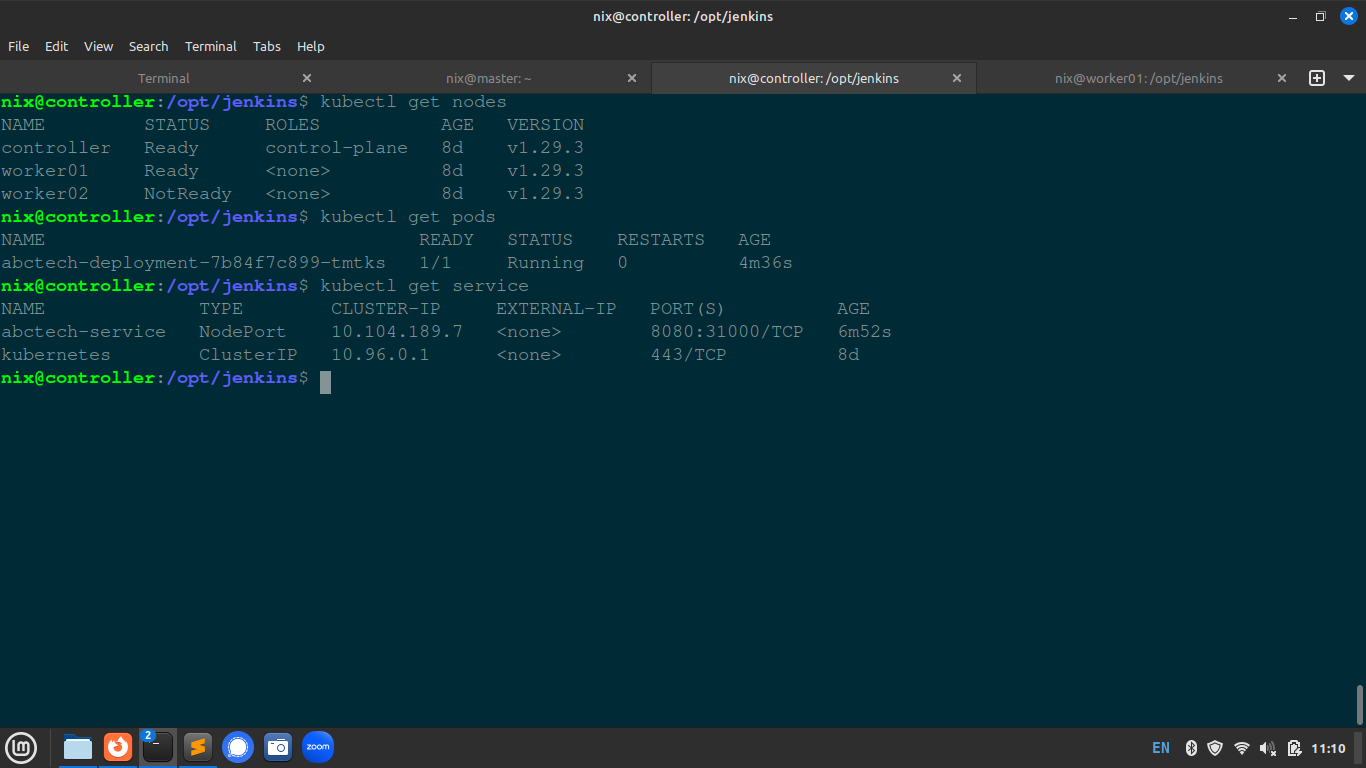 nix@controller: /opt/jenkins
File Edit View Search Terminal Tabs Help
Terminal nix@master: ~ nix@controller: /opt/jenkins nix@worker01: /opt/jenkins
nix@controller:/opt/jenkins$ kubectl get nodes
NAME STATUS ROLES AGE VERSION
controller Ready control-plane 8d v1.29.3
worker01 Ready <none> 8d v1.29.3
worker02 NotReady <none> 8d v1.29.3
nix@controller:/opt/jenkins$ kubectl get pods
NAME READY STATUS RESTARTS AGE
abctech-deployment-7b84f7c899-tmtks 1/1 Running 0 4m36s
nix@controller:/opt/jenkins$ kubectl get service
NAME TYPE CLUSTER-IP EXTERNAL-IP PORT(S) AGE
abctech-service NodePort 10.104.189.7 <none> 8080:31000/TCP 6m52s
kubernetes ClusterIP 10.96.0.1 <none> 443/TCP 8d
nix@controller:/opt/jenkins$
2 zoom EN 11:10